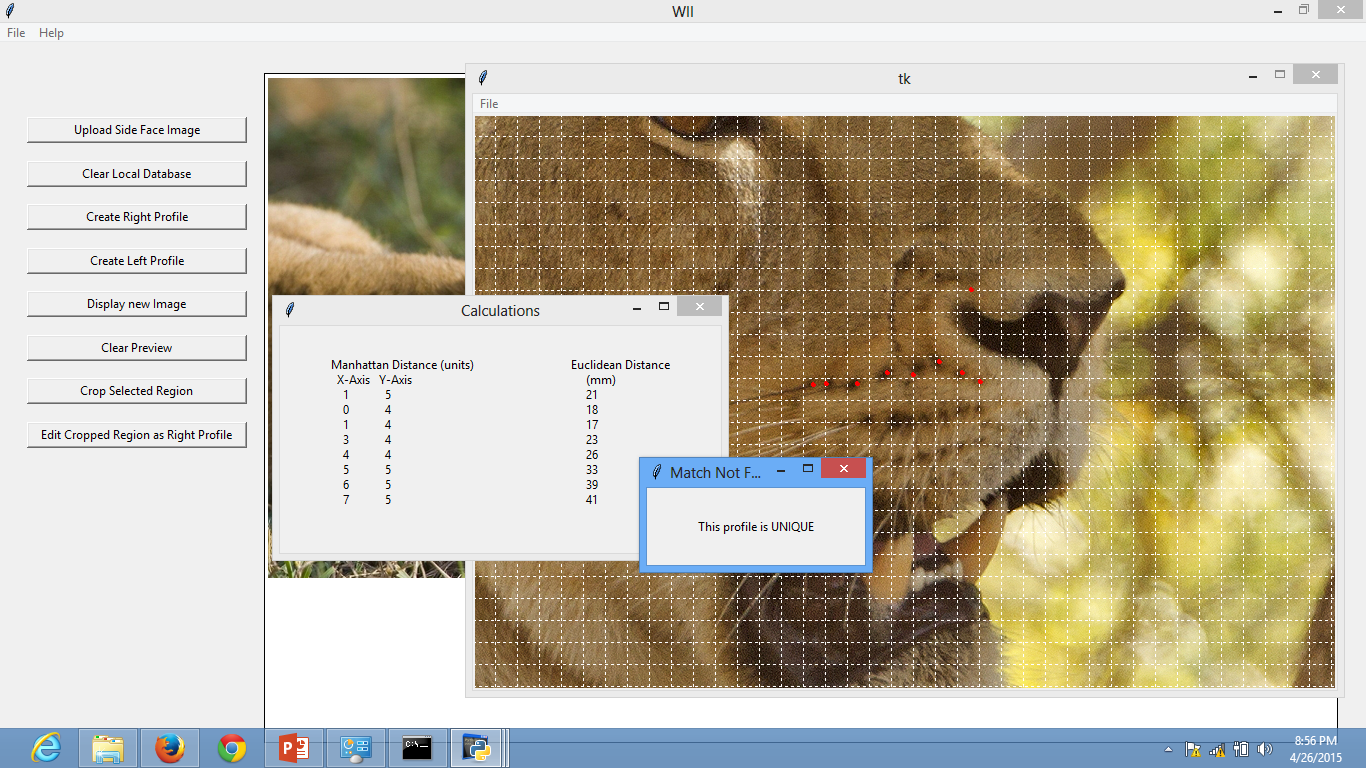 WII
File Help
Upload Side Face Image
Clear Local Database
Create Right Profile
Create Left Profile
Display new Image
Clear Preview
Crop Selected Region
Edit Cropped Region as Right Profile
tk
File
Calculations
Manhattan Distance (units) Euclidean Distance
X-Axis Y-Axis (mm)
1 5 21
0 4 18
1 4 17
3 4 23
4 4 26
5 5 33
6 5 39
7 5 41
Match Not F...
This profile is UNIQUE
8:56 PM
4/26/2015